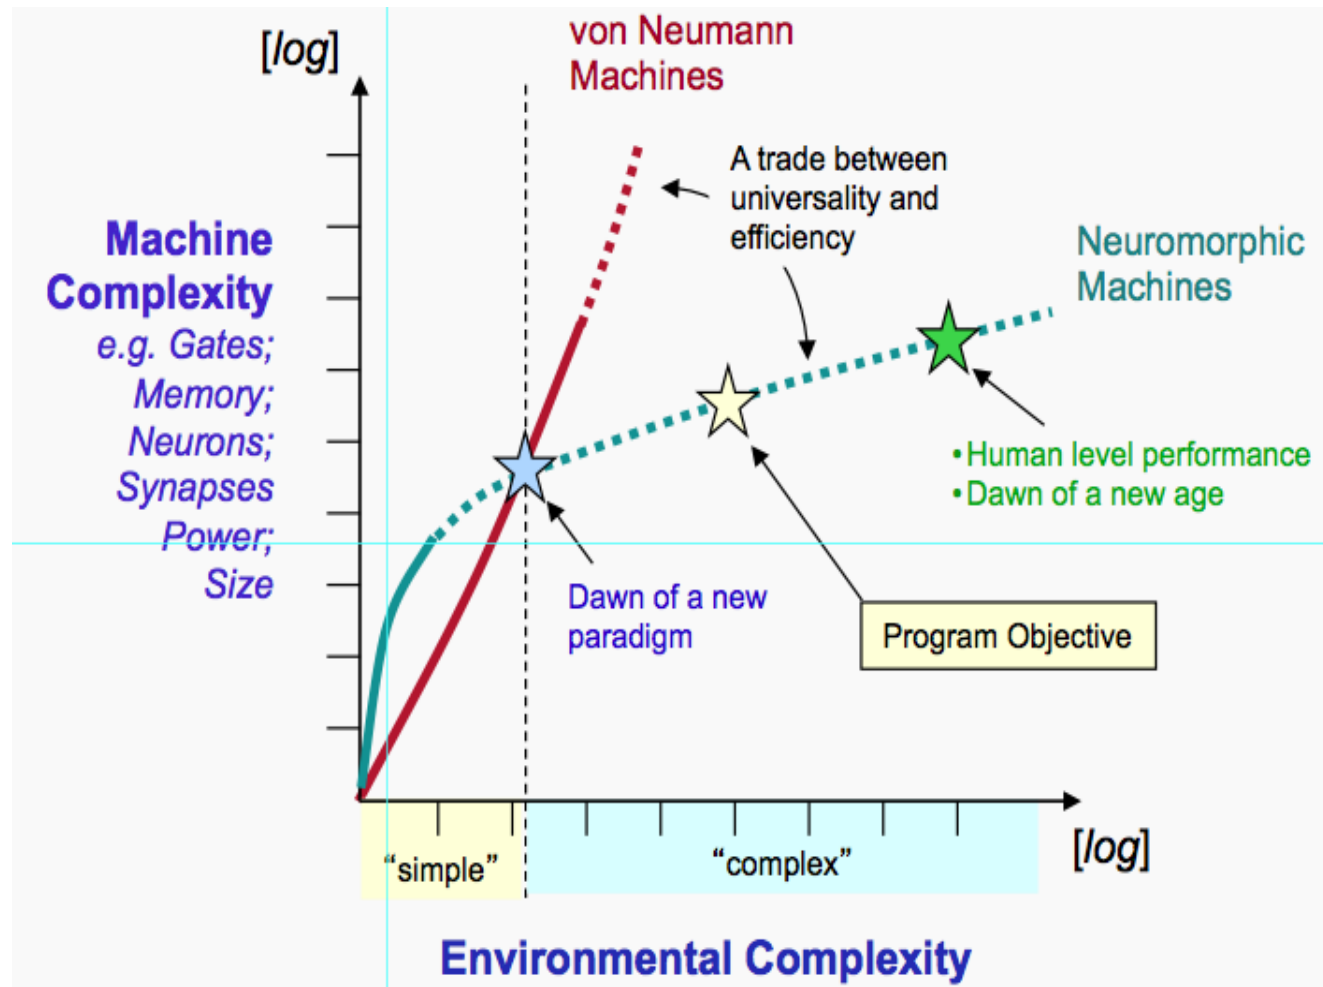 [log]
von Neumann
Machines
A trade between
universality and
efficiency
Neuromorphic
Machines
Machine
Complexity
e.g. Gates;
Memory;
Neurons;
Synapses
Power;
Size
•Human level performance
•Dawn of a new age
Dawn of a new
paradigm
Program Objective
"simple"
"complex"
[log]
Environmental Complexity